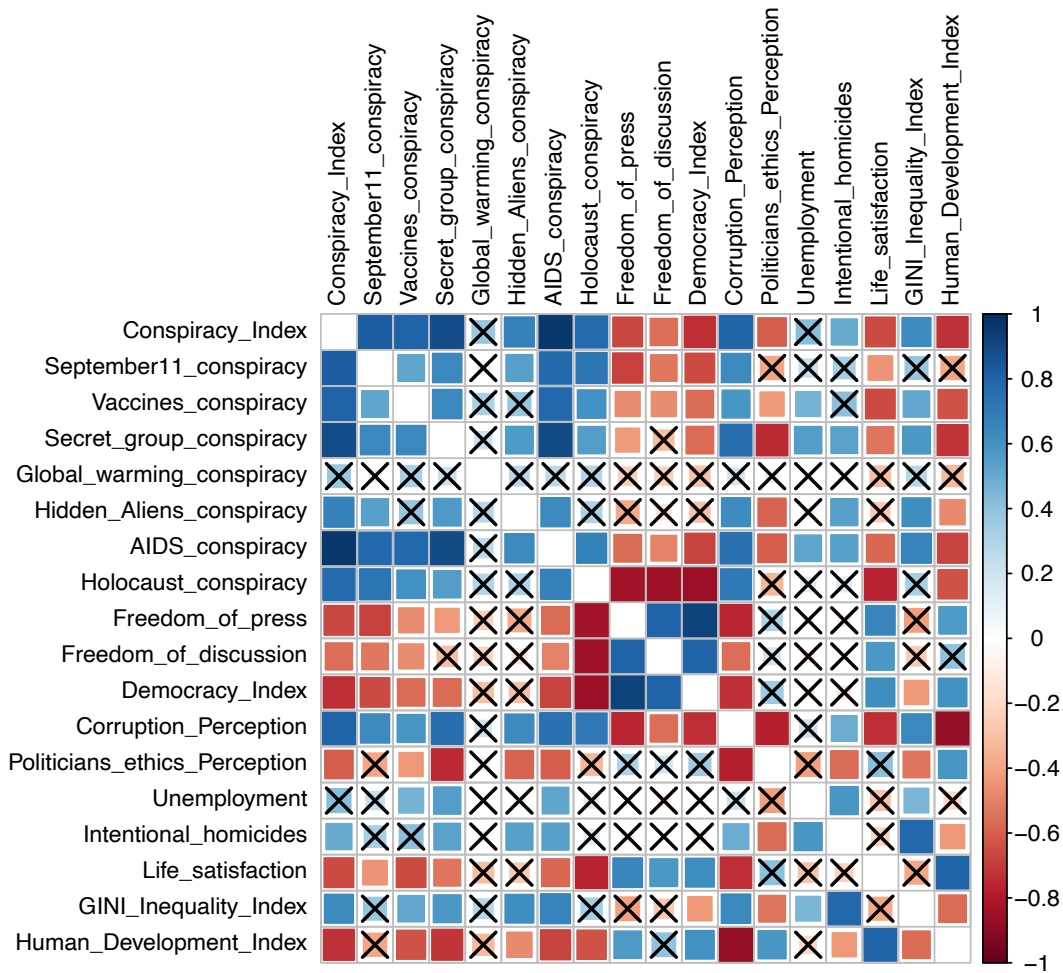 Conspiracy_Index
September11_conspiracy
Vaccines_conspiracy
Secret_group_conspiracy
Global_warming_conspiracy
Hidden_Aliens_conspiracy
AIDS_conspiracy
Holocaust_conspiracy
Freedom_of_press
Freedom_of_discussion
Democracy_Index
Corruption_Perception
Politicians_ethics_Perception
Unemployment
Intentional_homicides
Life_satisfaction
GINI_Inequality_Index
Human_Development_Index
Conspiracy_Index
September11_conspiracy
Vaccines_conspiracy
Secret_group_conspiracy
Global_warming_conspiracy
Hidden_Aliens_conspiracy
AIDS_conspiracy
Holocaust_conspiracy
Freedom_of_press
Freedom_of_discussion
Democracy_Index
Corruption_Perception
Politicians_ethics_Perception
Unemployment
Intentional_homicides
Life_satisfaction
GINI_Inequality_Index
Human_Development_Index
1
0.8
0.6
0.4
0.2
0
−0.2
−0.4
−0.6
−0.8
−1